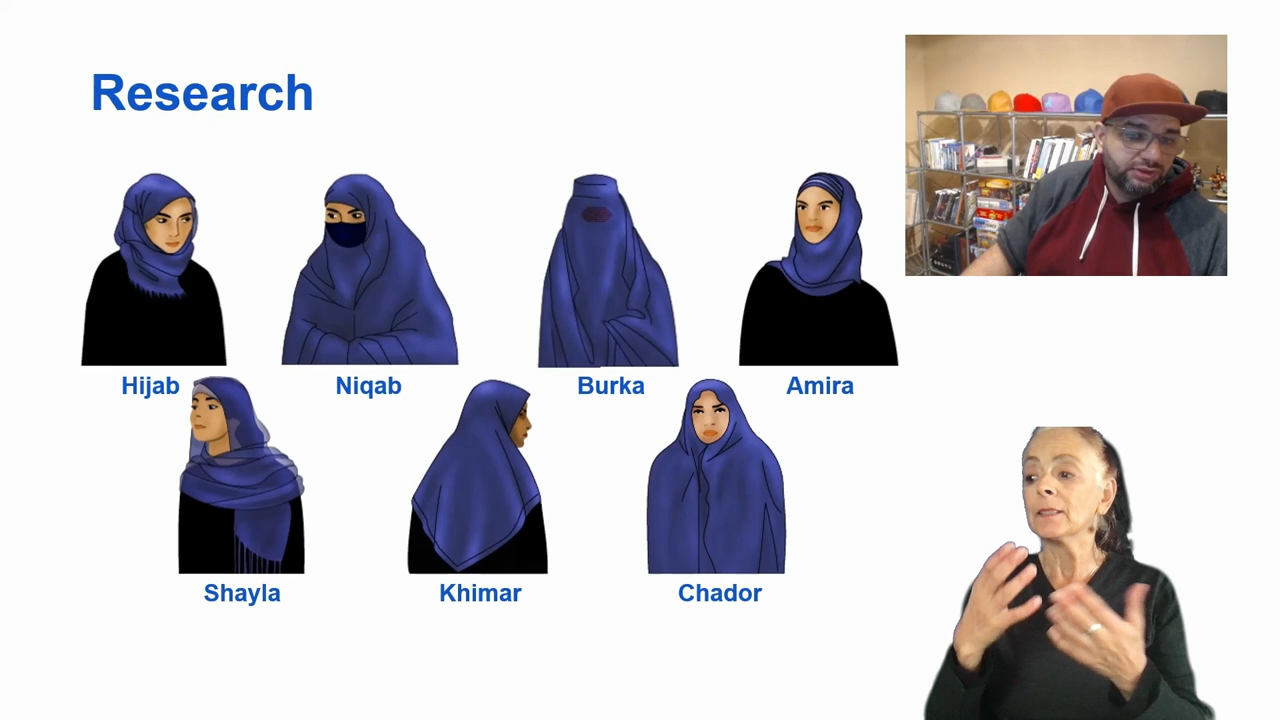 Research
Hijab
Niqab
Burka
Amira
Shayla
Khimar
Chador